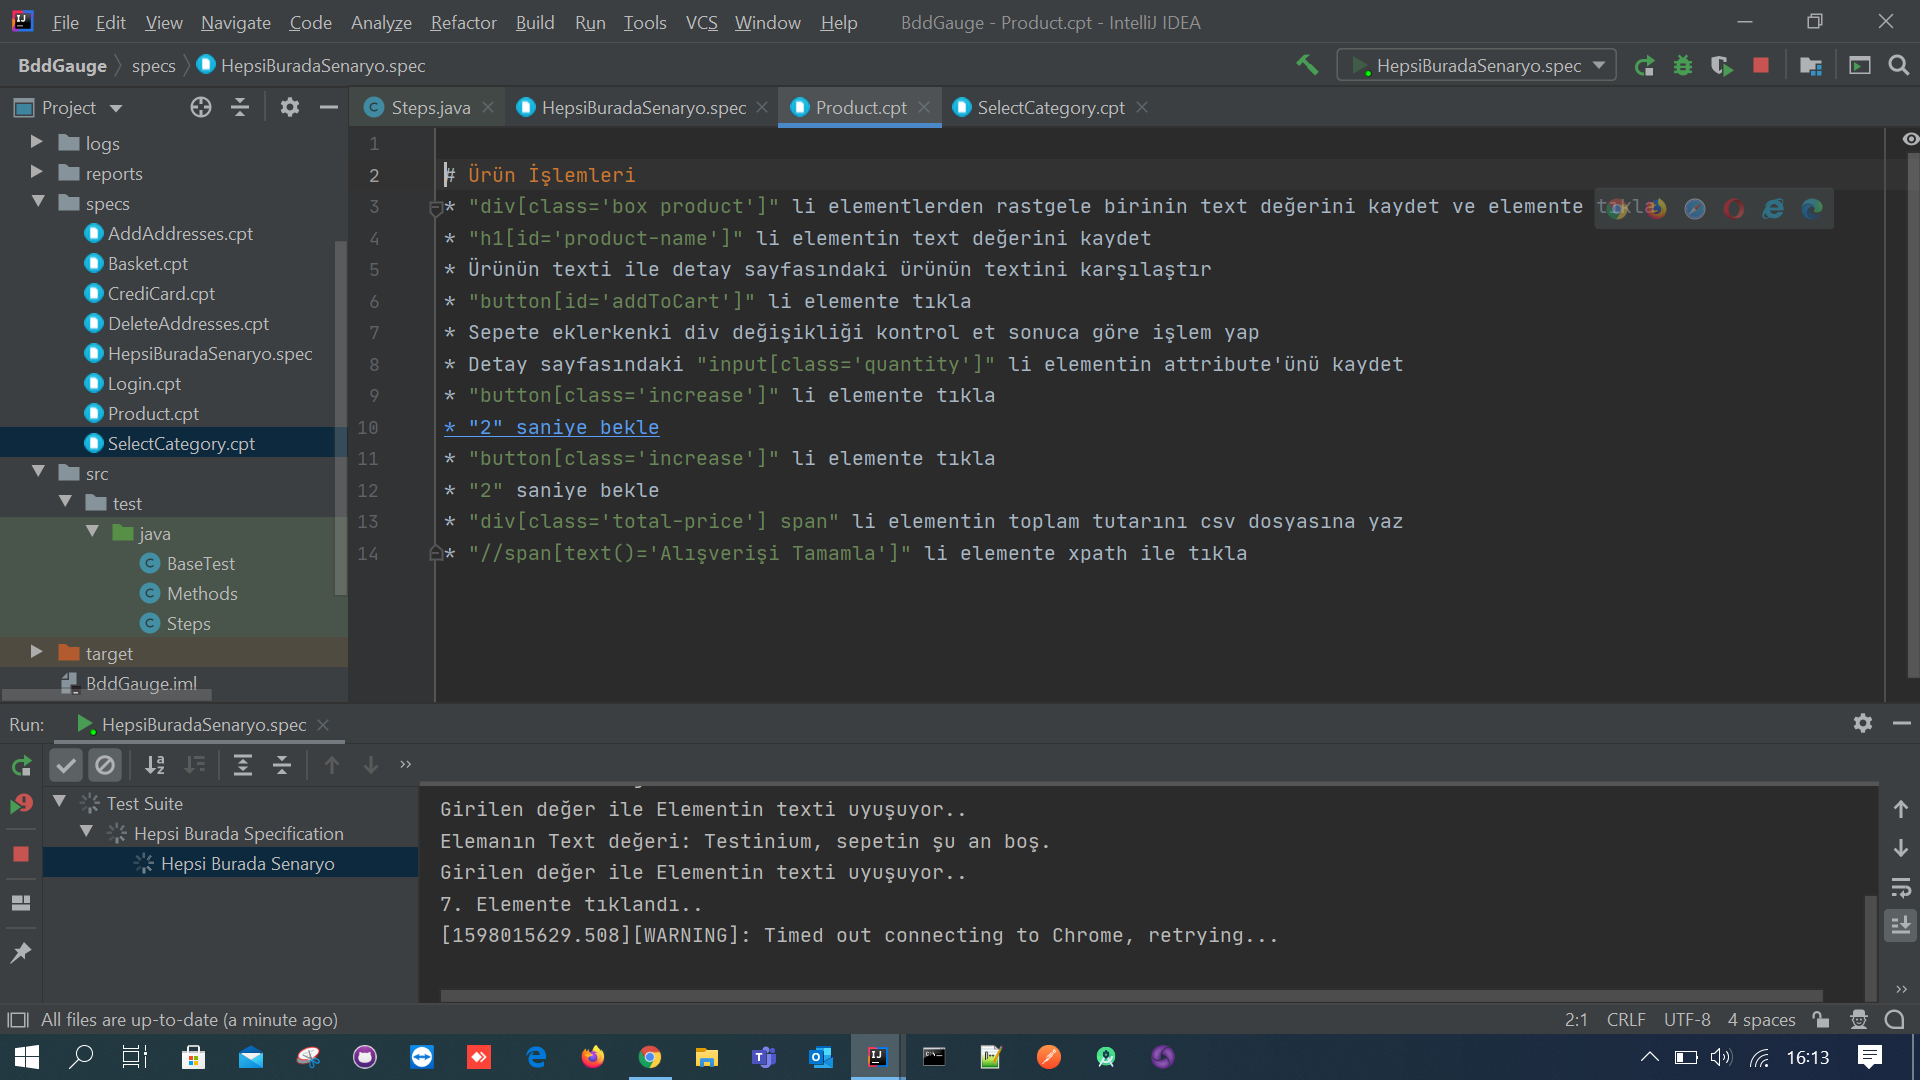 File Edit View Navigate Code Analyze Refactor Build Run Tools VCS Window Help BddGauge - Product.cpt - IntelliJ IDEA
BddGauge specs HepsiBuradaSenaryo.spec HepsiBuradaSenaryo.spec
Project Steps.java HepsiBuradaSenaryo.spec Product.cpt SelectCategory.cpt
logs
reports
specs
AddAddresses.cpt
Basket.cpt
CrediCard.cpt
DeleteAddresses.cpt
HepsiBuradaSenaryo.spec
Login.cpt
Product.cpt
SelectCategory.cpt
src
test
java
BaseTest
Methods
Steps
target
BddGauge.iml
1
2 # Ürün İşlemleri
3 * "div[class='box product']" li elementlerden rastgele birinin text değerini kaydet ve elemente tıkla
4 * "h1[id='product-name']" li elementin text değerini kaydet
5 * Ürünün texti ile detay sayfasındaki ürünün textini karşılaştır
6 * "button[id='addToCart']" li elemente tıkla
7 * Sepete eklerkenki div değişikliği kontrol et sonuca göre işlem yap
8 * Detay sayfasındaki "input[class='quantity']" li elementin attribute'ünü kaydet
9 * "button[class='increase']" li elemente tıkla
10 * "2" saniye bekle
11 * "button[class='increase']" li elemente tıkla
12 * "2" saniye bekle
13 * "div[class='total-price'] span" li elementin toplam tutarını csv dosyasına yaz
14 * "//span[text()='Alışverişi Tamamla']" li elemente xpath ile tıkla
Run: HepsiBuradaSenaryo.spec
Test Suite
Hepsi Burada Specification
Hepsi Burada Senaryo
Girilen değer ile Elementin texti uyuşuyor..
Elemanın Text değeri: Testinium, sepetin şu an boş.
Girilen değer ile Elementin texti uyuşuyor..
7. Elemente tıklandı..
[1598015629.508][WARNING]: Timed out connecting to Chrome, retrying...
All files are up-to-date (a minute ago) 2:1 CRLF UTF-8 4 spaces
16:13